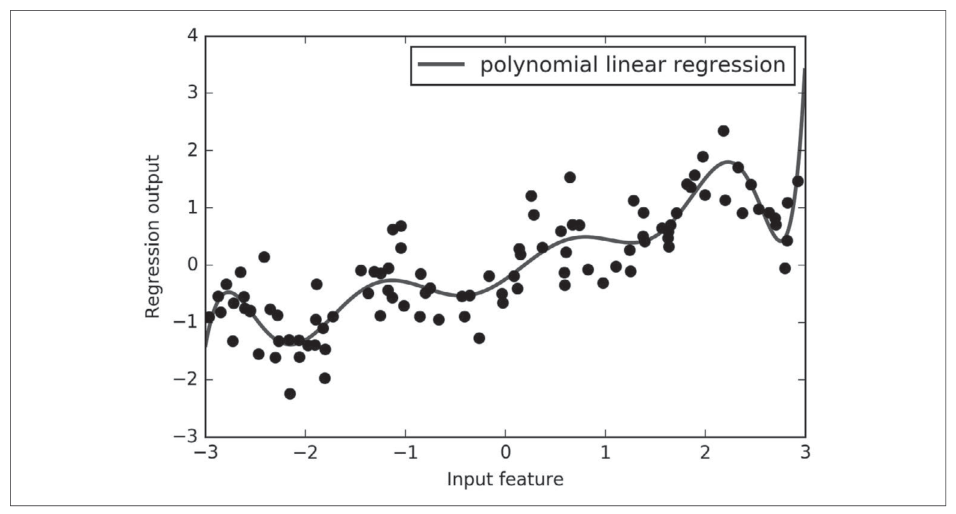 4
polynomial linear regression
3
2
1
0
−1
−2
−3
−3 −2 −1 0 1 2 3
Regression output
Input feature